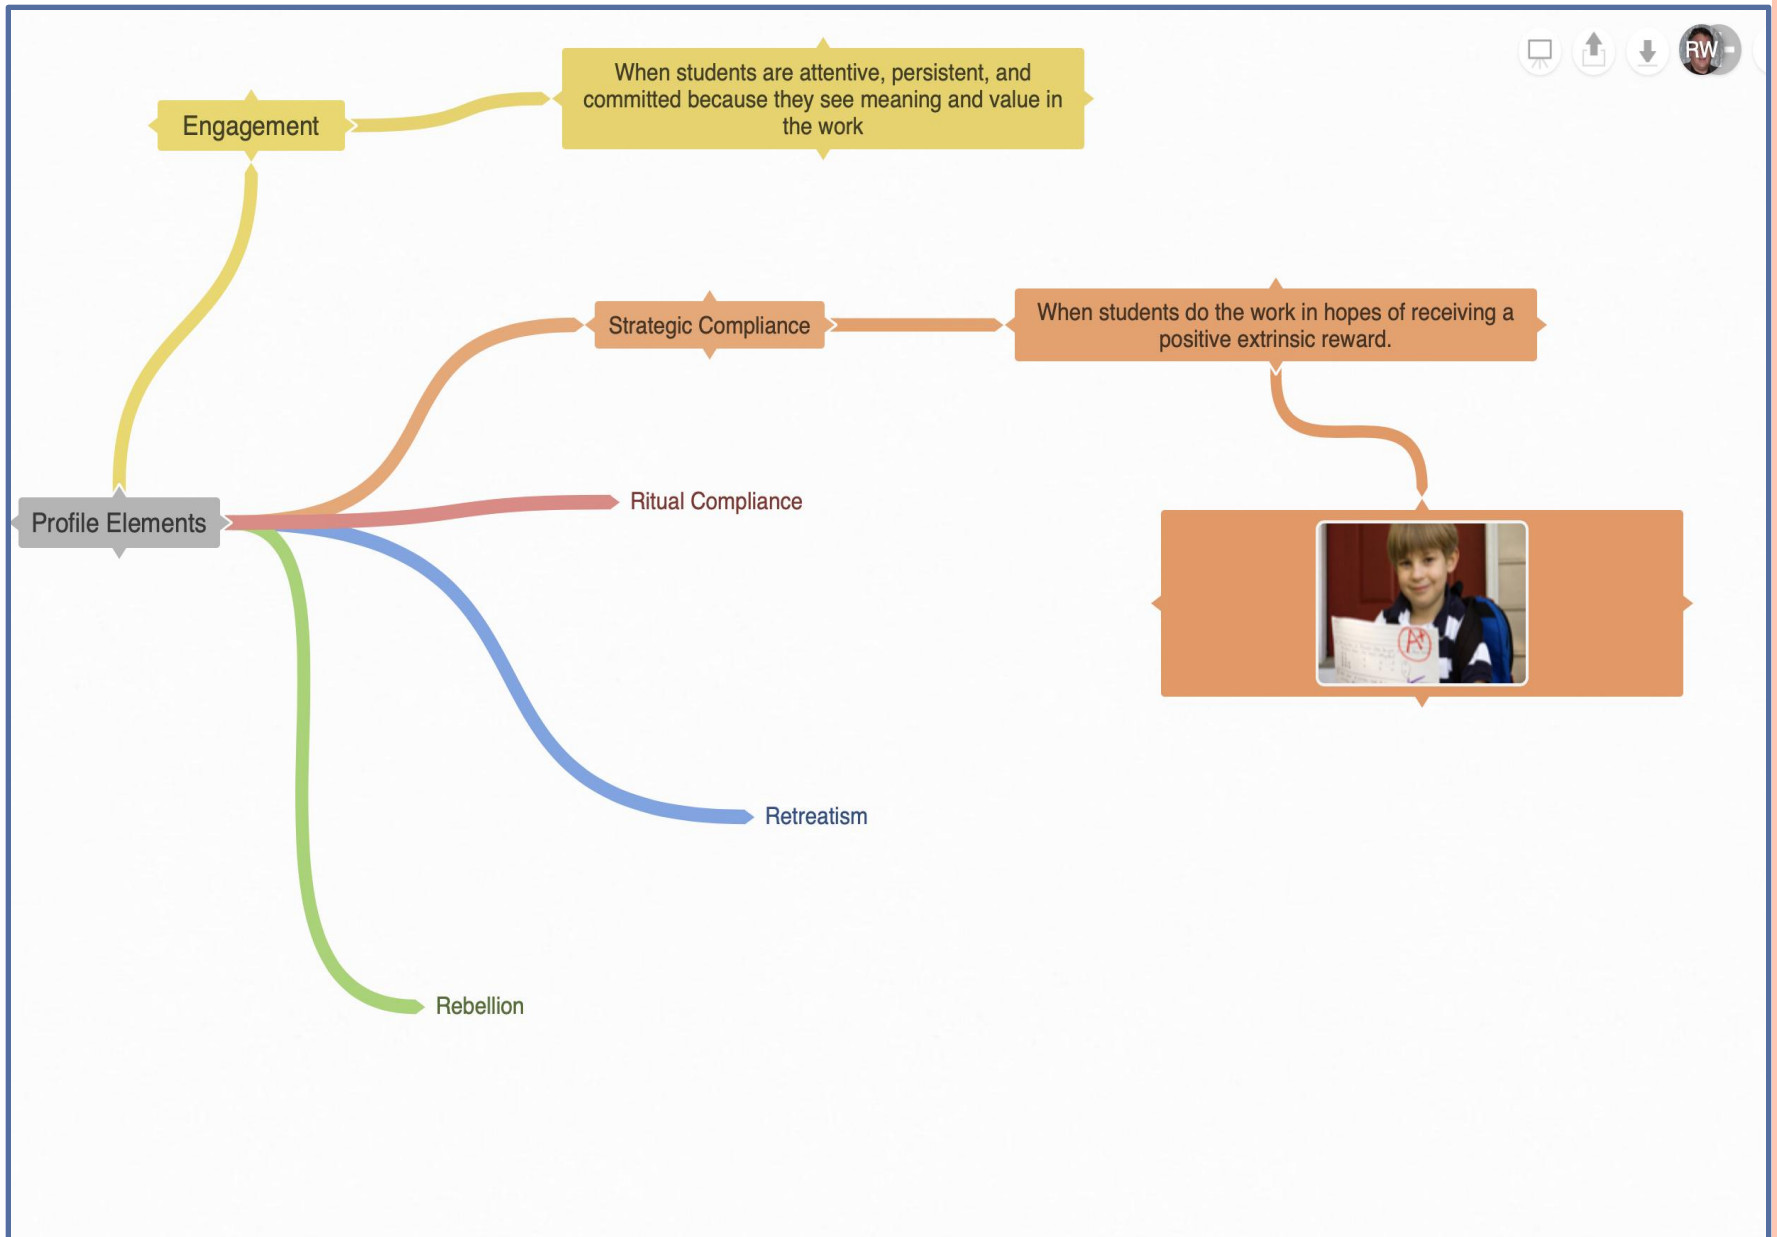 RW
When students are attentive, persistent, and
committed because they see meaning and value in
the work
Engagement
When students do the work in hopes of receiving a
positive extrinsic reward.
Strategic Compliance
Ritual Compliance
Profile Elements
A+
Retreatism
Rebellion